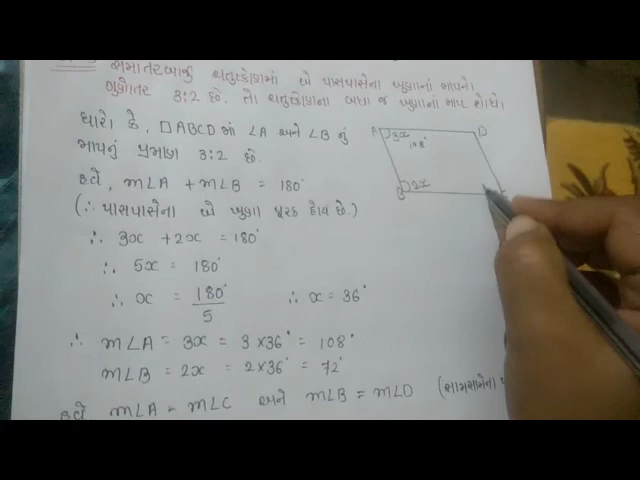 સમાંતરબાજુ ચતુષ્કોણમાં બે પાસપાસેના ખૂણાનાં માપનો
ગુણોત્તર 3:2 છે. તો ચતુષ્કોણના બધા જ ખૂણાનાં માપ શોધો.
ધારો કે, □ABCD માં ∠A અને ∠B નું
માપનું પ્રમાણ 3:2 છે.
A 3x D
108°
B 2x
હવે, m∠A + m∠B = 180°
(∴ પાસપાસેના બે ખૂણા પૂરક હોય છે.)
∴ 3x + 2x = 180°
∴ 5x = 180°
∴ x = 180°/5 ∴ x = 36°
∴ m∠A = 3x = 3 × 36° = 108°
m∠B = 2x = 2 × 36° = 72°
હવે, m∠A = m∠C અને m∠B = m∠D (સામસામેના